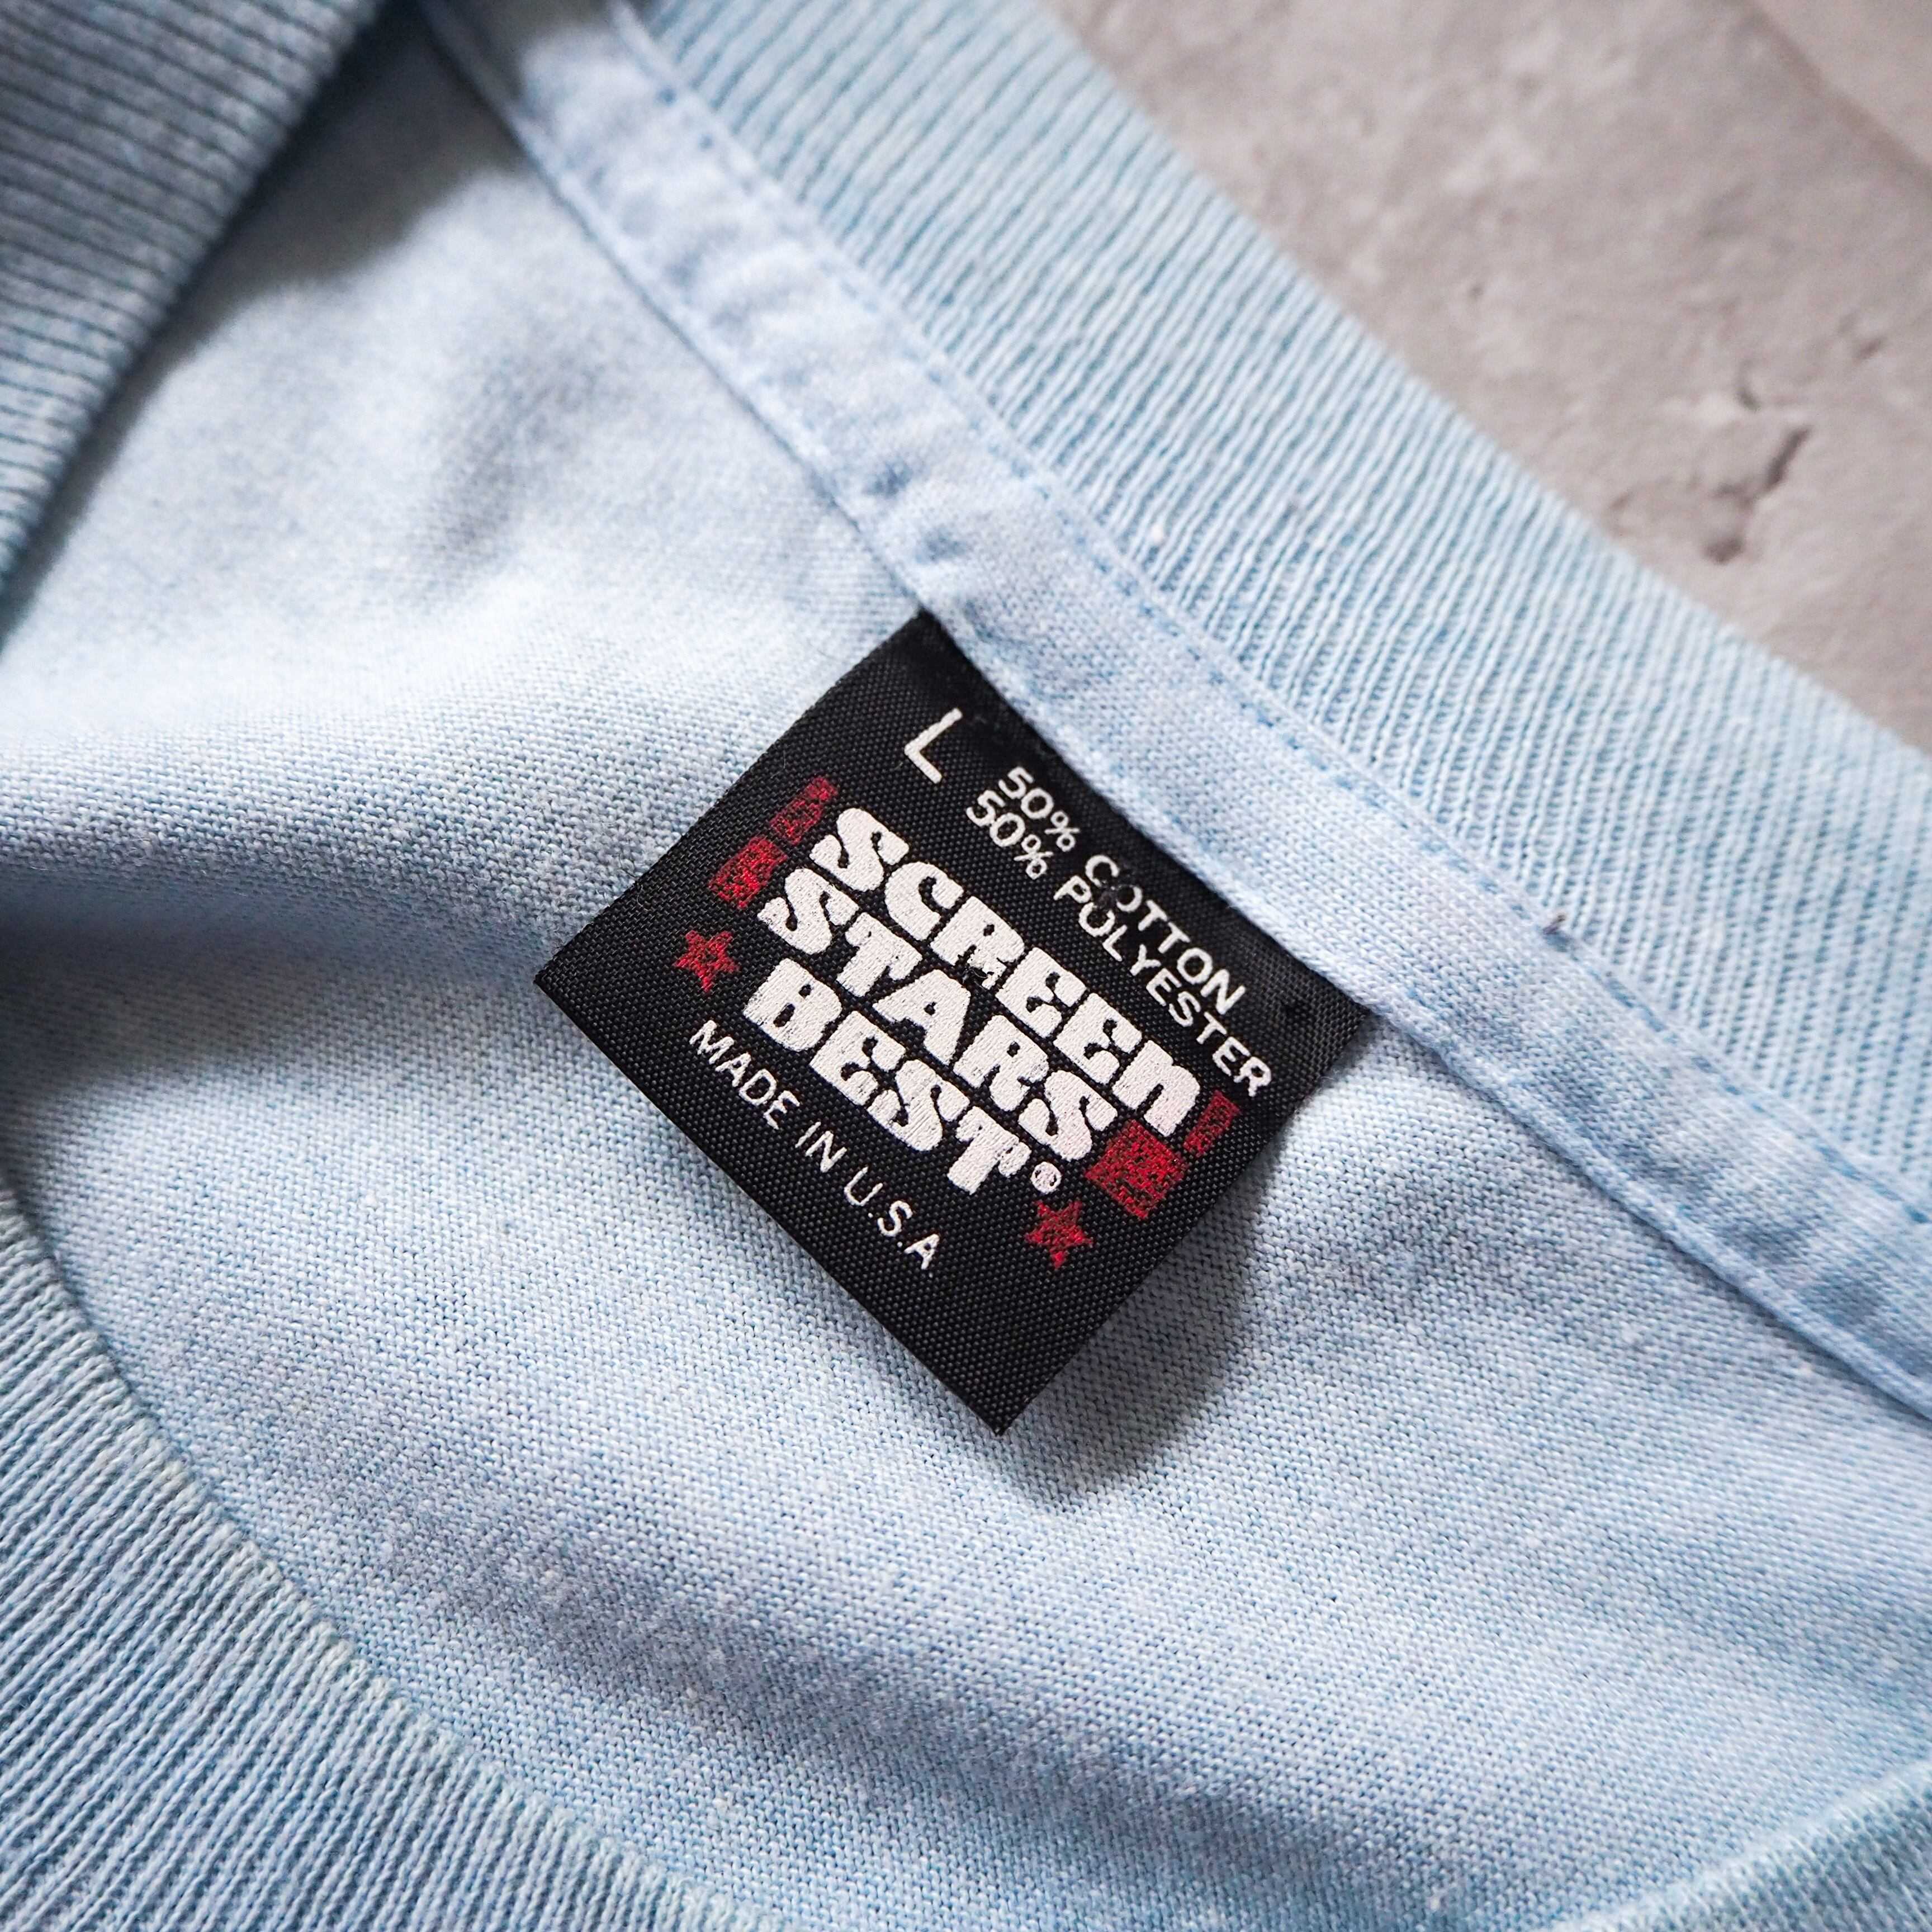 L
50% COTTON
50% POLYESTER
SCREEN
STARS
BEST®
MADE IN U.S.A.